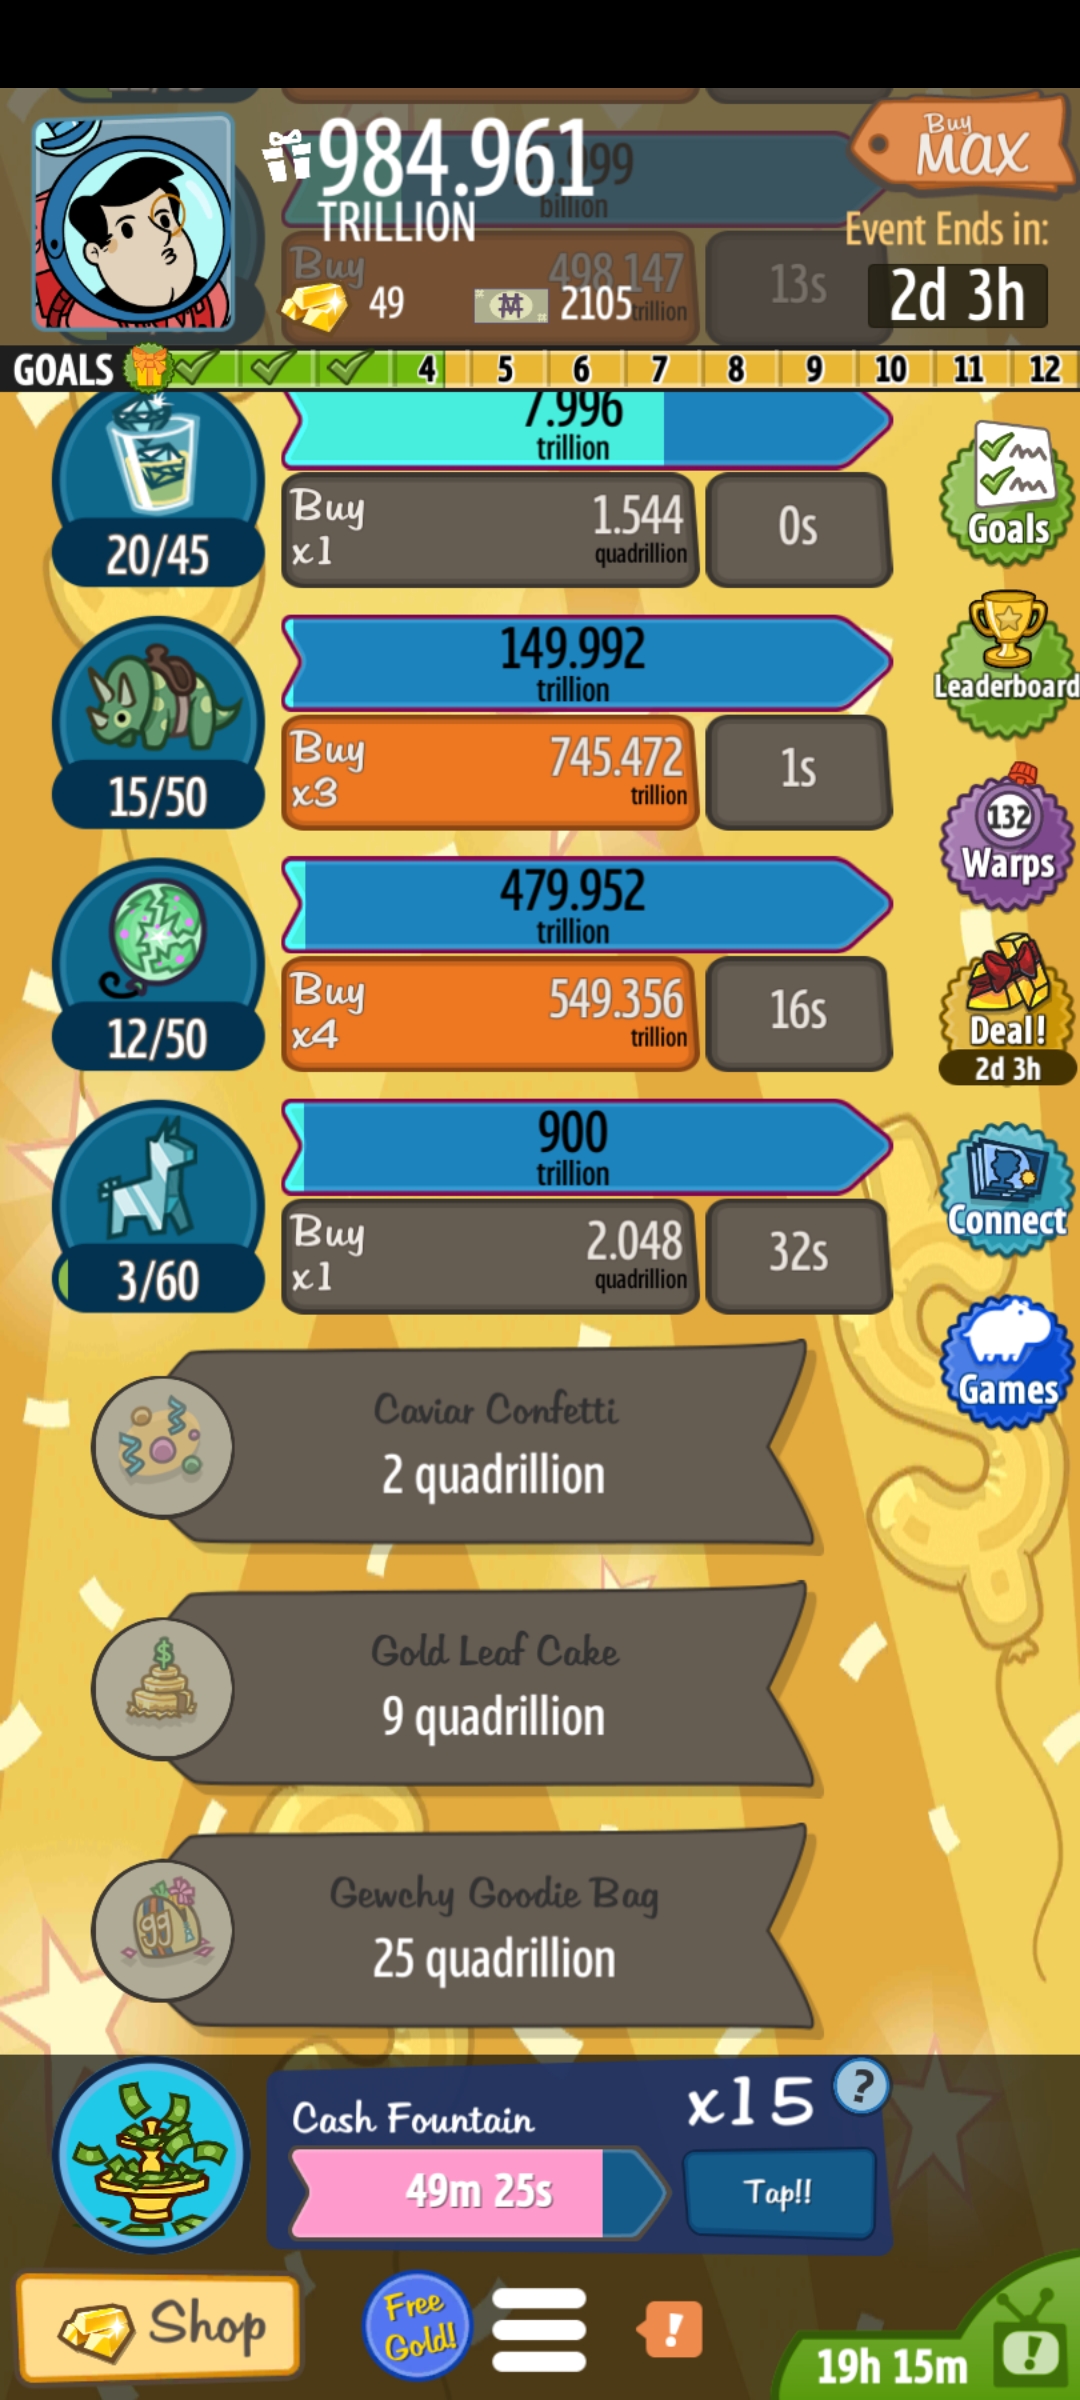 984.961
TRILLION
Buy
MAX
Event Ends in:
2d 3h
49
2105
billion
Buy
498.147
trillion
13s
GOALS
4 5 6 7 8 9 10 11 12
7.996
trillion
20/45
Buy
x1
1.544
quadrillion
0s
Goals
149.992
trillion
15/50
Buy
x3
745.472
trillion
1s
Leaderboard
132
Warps
479.952
trillion
12/50
Buy
x4
549.356
trillion
16s
Deal!
2d 3h
900
trillion
3/60
Buy
x1
2.048
quadrillion
32s
Connect
Games
Caviar Confetti
2 quadrillion
Gold Leaf Cake
9 quadrillion
Gewchy Goodie Bag
25 quadrillion
Cash Fountain
x15
?
49m 25s
Tap!!
Shop
Free
Gold!
!
19h 15m
!